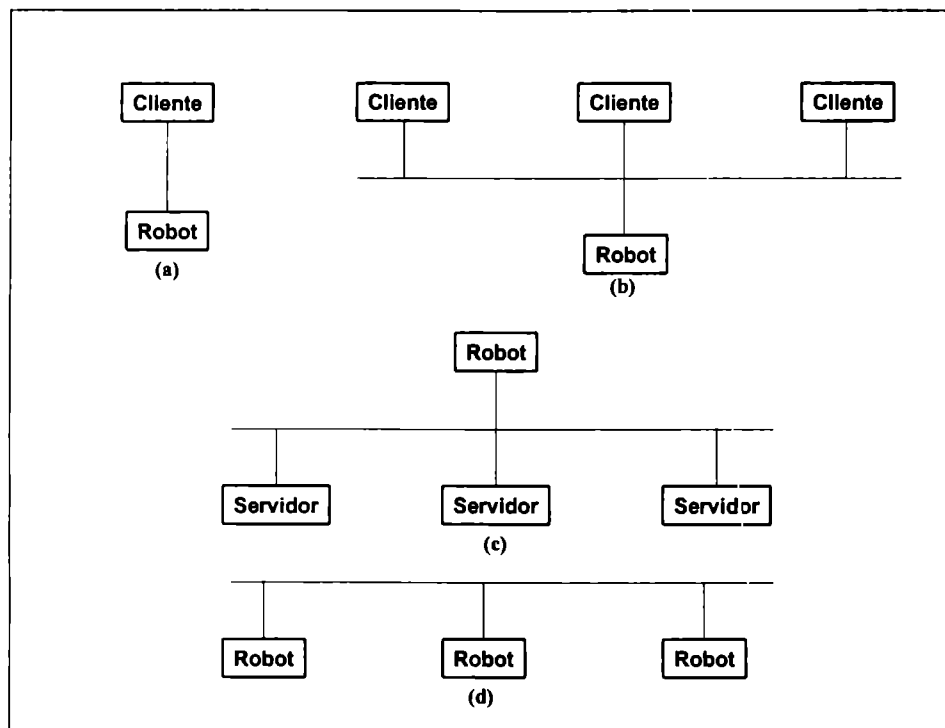 Cliente
Cliente Cliente Cliente
Robot
(a)
Robot
(b)
Robot
Servidor Servidor Servidor
(c)
Robot Robot Robot
(d)